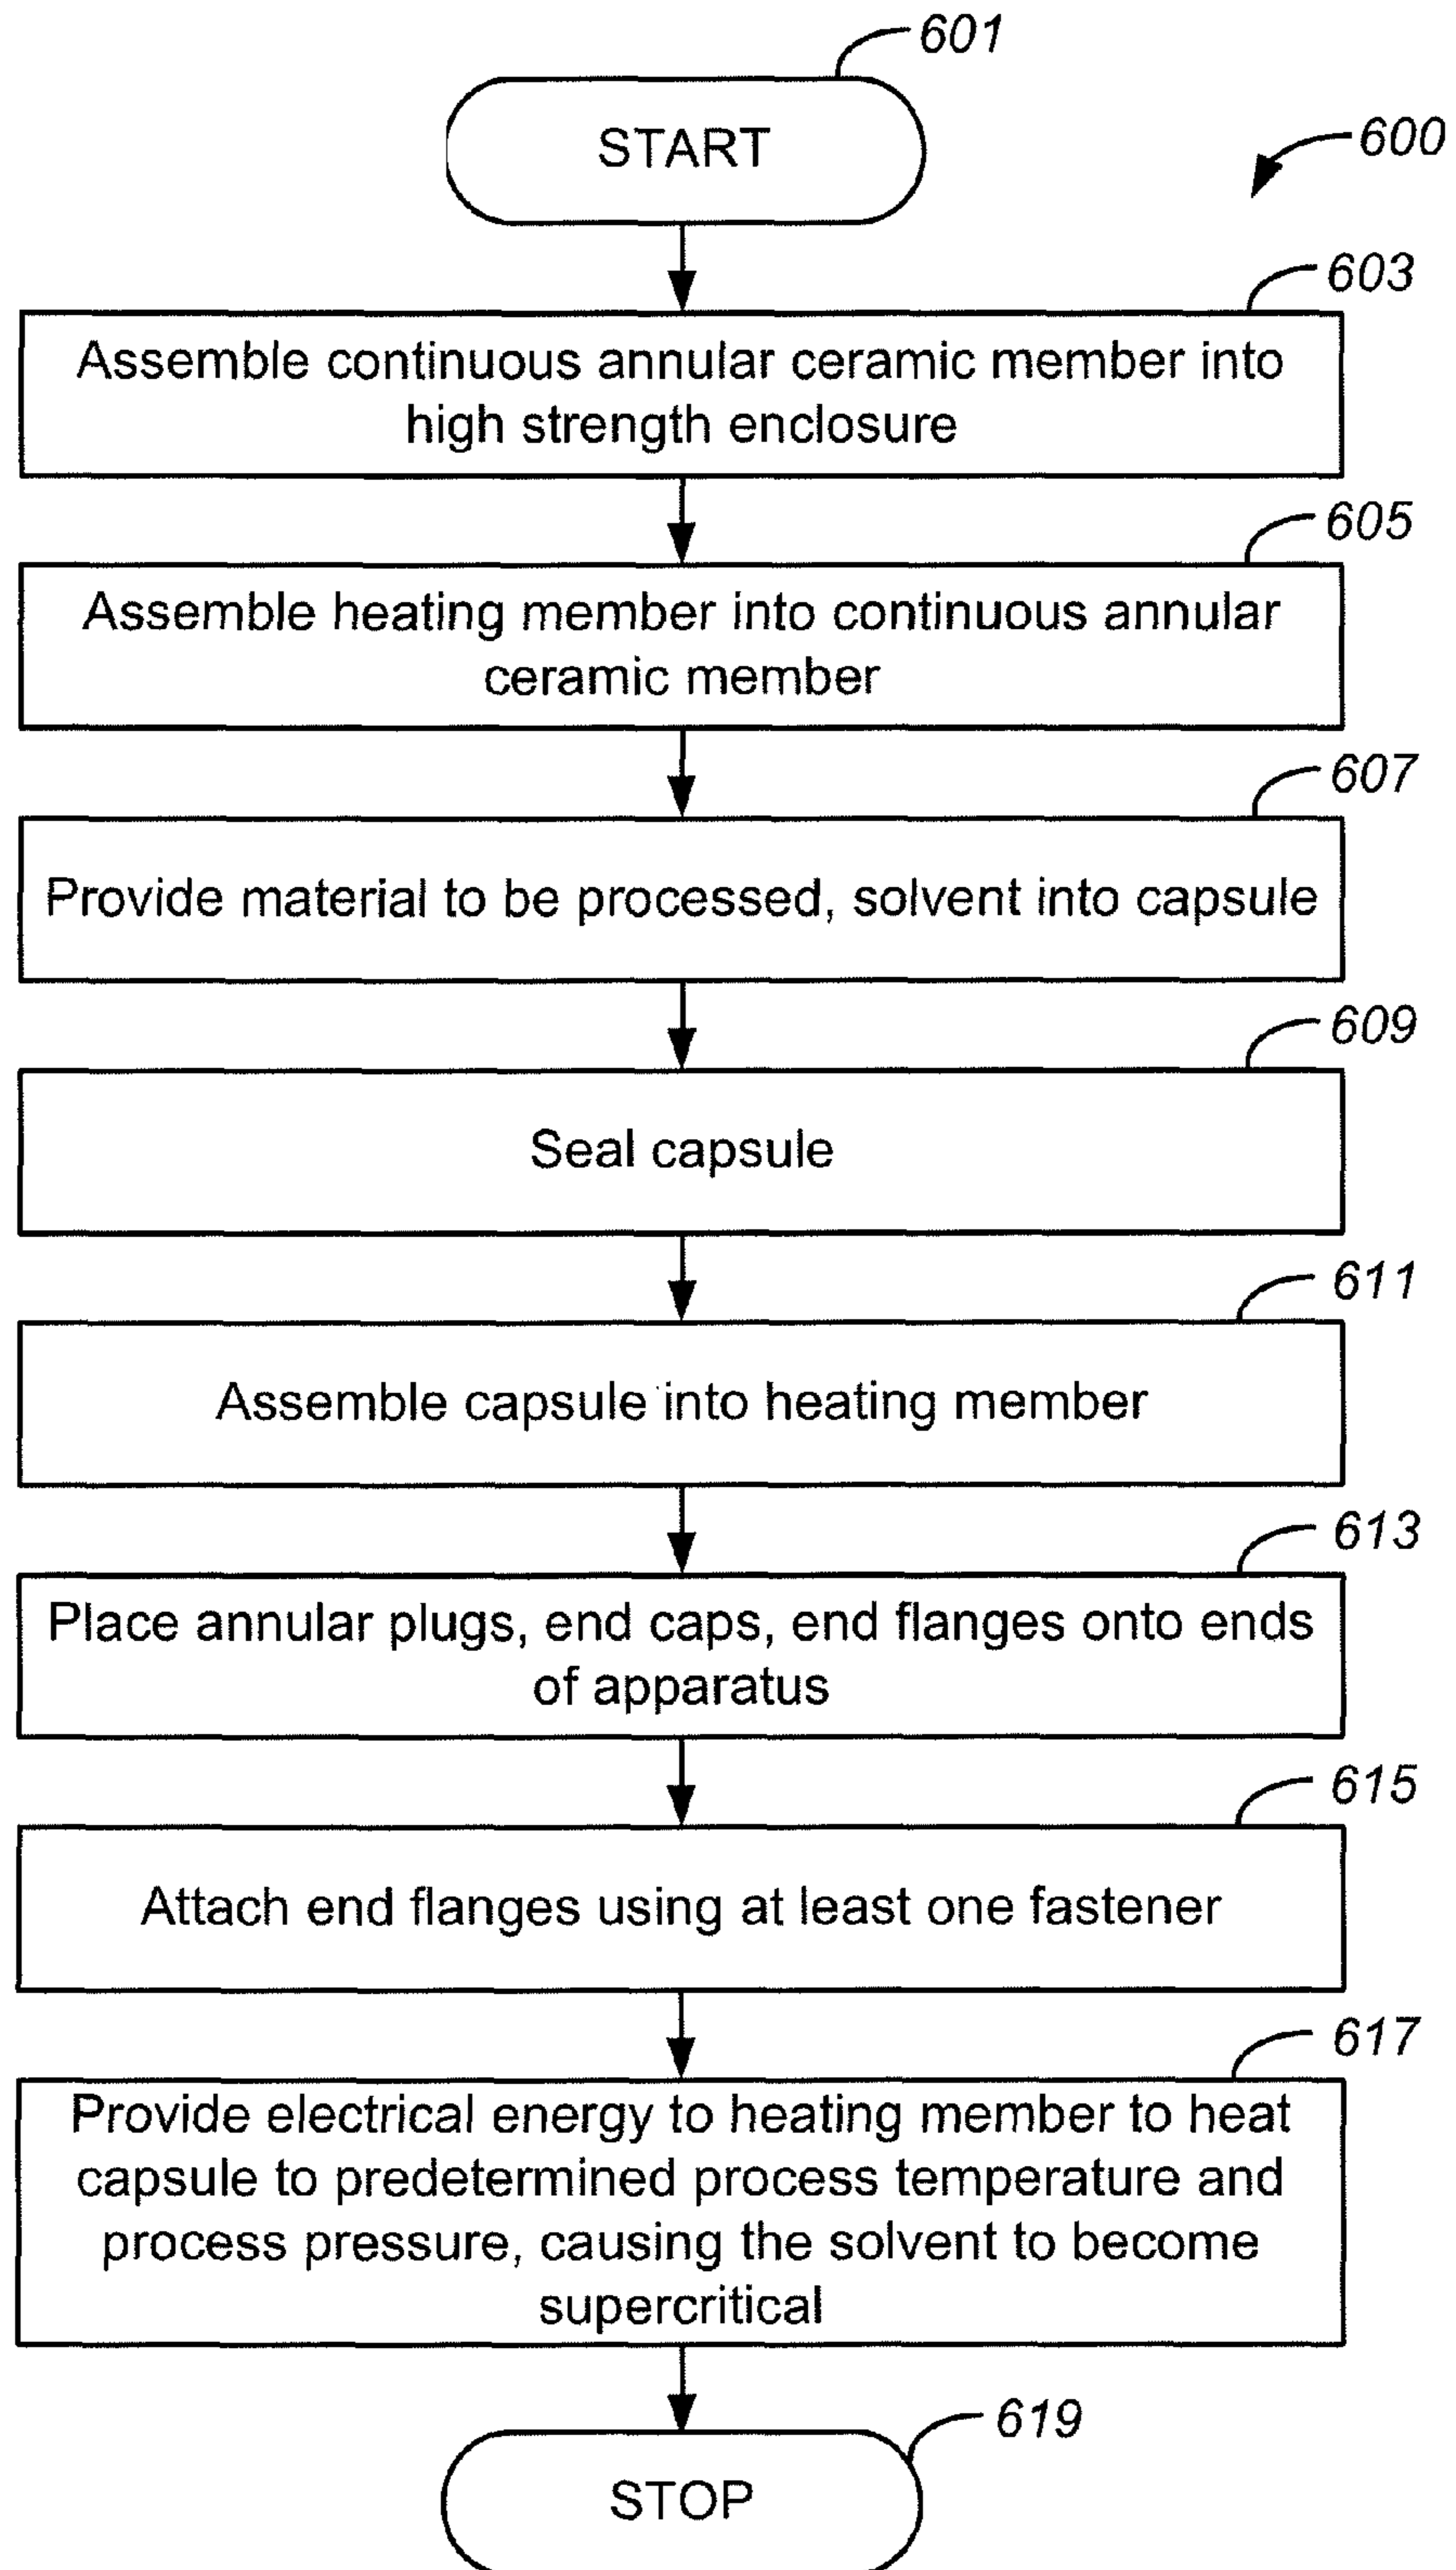 601
START
600
603
Assemble continuous annular ceramic member into
high strength enclosure
605
Assemble heating member into continuous annular
ceramic member
607
Provide material to be processed, solvent into capsule
609
Seal capsule
611
Assemble capsule into heating member
613
Place annular plugs, end caps, end flanges onto ends
of apparatus
615
Attach end flanges using at least one fastener
617
Provide electrical energy to heating member to heat
capsule to predetermined process temperature and
process pressure, causing the solvent to become
supercritical
619
STOP